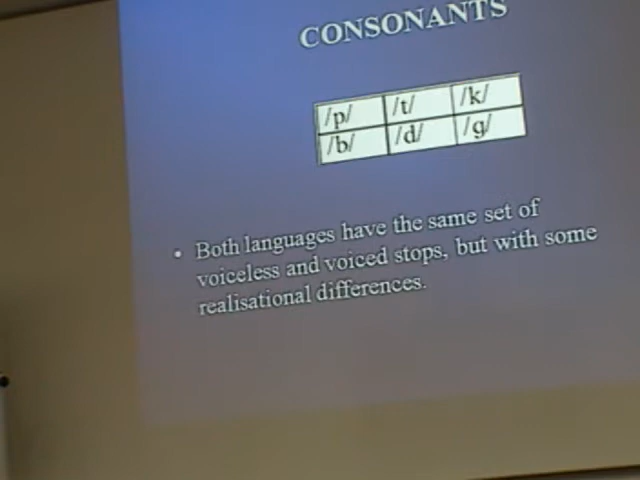 CONSONANTS
/p/ /t/ /k/
/b/ /d/ /g/
• Both languages have the same set of
voiceless and voiced stops, but with some
realisational differences.